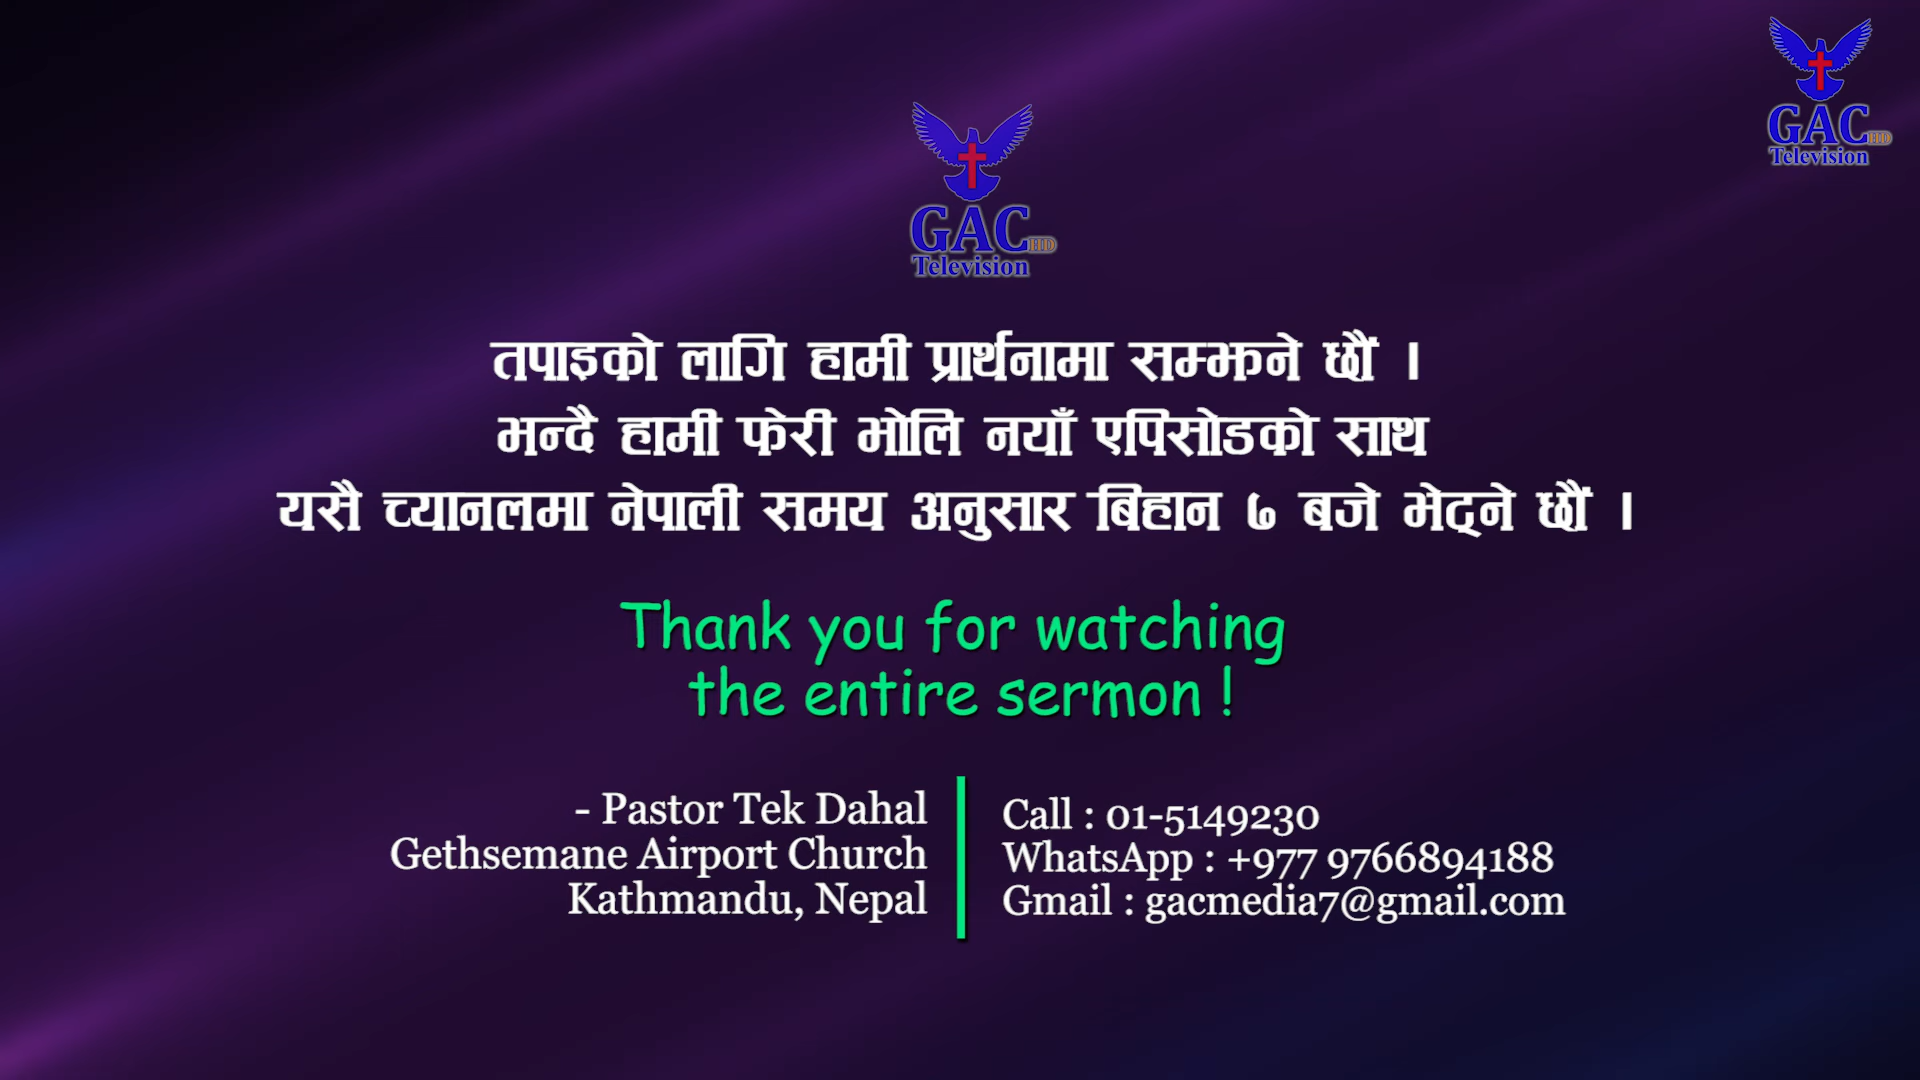 GAC HD
Television
GAC HD
Television
तपाइको लागि हामी प्रार्थनामा सम्झने छौं ।
भन्दै हामी फेरी भोलि नयाँ एपिसोडको साथ
यसै च्यानलमा नेपाली समय अनुसार बिहान ७ बजे भेट्ने छौं ।
Thank you for watching
the entire sermon !
- Pastor Tek Dahal
Gethsemane Airport Church
Kathmandu, Nepal
Call : 01-5149230
WhatsApp : +977 9766894188
Gmail : gacmedia7@gmail.com